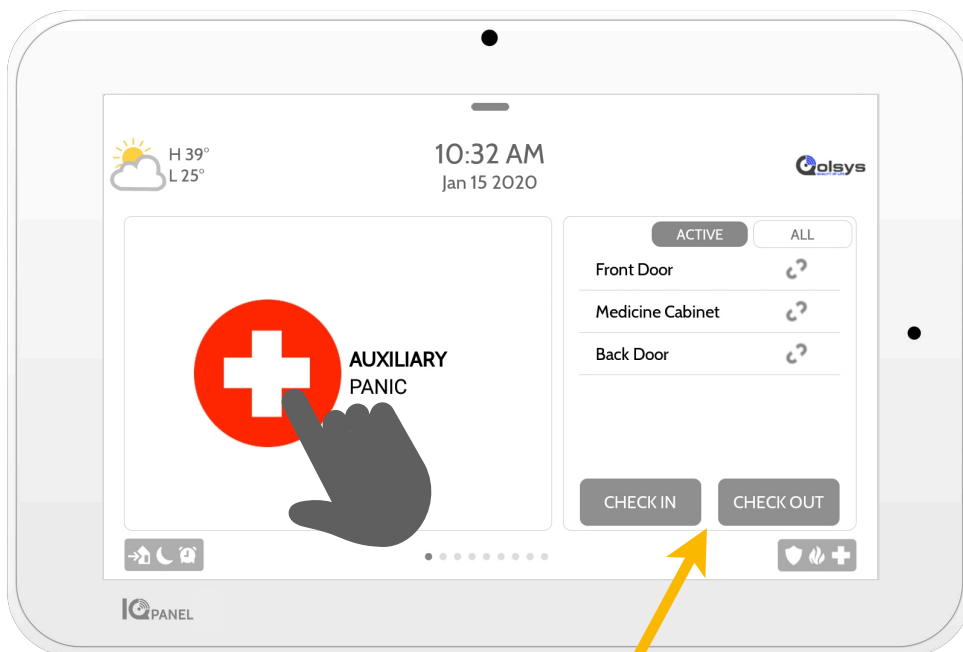 H 39°
L 25°
10:32 AM
Jan 15 2020
Qolsys
ACTIVE
ALL
Front Door
Medicine Cabinet
Back Door
AUXILIARY
PANIC
CHECK IN
CHECK OUT
IQ PANEL